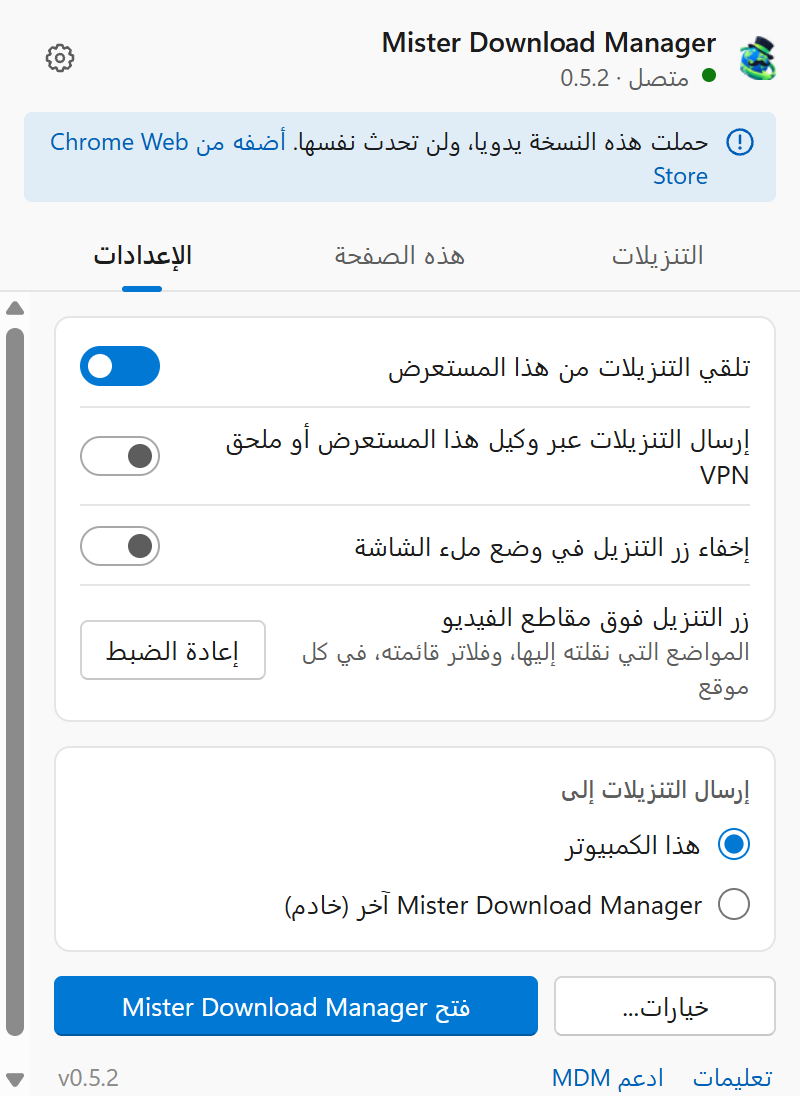 Mister Download Manager
متصل · 0.5.2
حملت هذه النسخة يدويا، ولن تحدث نفسها. أضفه من Chrome Web
Store
التنزيلات
هذه الصفحة
الإعدادات
تلقي التنزيلات من هذا المستعرض
إرسال التنزيلات عبر وكيل هذا المستعرض أو ملحق
VPN
إخفاء زر التنزيل في وضع ملء الشاشة
زر التنزيل فوق مقاطع الفيديو
المواضع التي نقلته إليها، وفلاتر قائمته، في كل
موقع
إعادة الضبط
إرسال التنزيلات إلى
هذا الكمبيوتر
Mister Download Manager آخر (خادم)
خيارات...
فتح Mister Download Manager
تعليمات
ادعم MDM
v0.5.2